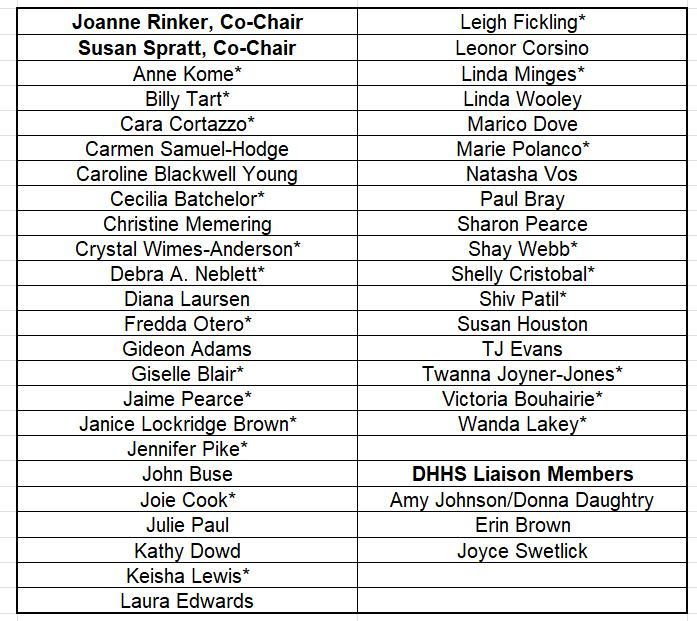 Joanne Rinker, Co-Chair
Susan Spratt, Co-Chair
Anne Kome*
Billy Tart*
Cara Cortazzo*
Carmen Samuel-Hodge
Caroline Blackwell Young
Cecilia Batchelor*
Christine Memering
Crystal Wimes-Anderson*
Debra A. Neblett*
Diana Laursen
Fredda Otero*
Gideon Adams
Giselle Blair*
Jaime Pearce*
Janice Lockridge Brown*
Jennifer Pike*
John Buse
Joie Cook*
Julie Paul
Kathy Dowd
Keisha Lewis*
Laura Edwards
Leigh Fickling*
Leonor Corsino
Linda Minges*
Linda Wooley
Marico Dove
Marie Polanco*
Natasha Vos
Paul Bray
Sharon Pearce
Shay Webb*
Shelly Cristobal*
Shiv Patil*
Susan Houston
TJ Evans
Twanna Joyner-Jones*
Victoria Bouhairie*
Wanda Lakey*
DHHS Liaison Members
Amy Johnson/Donna Daughtry
Erin Brown
Joyce Swetlick